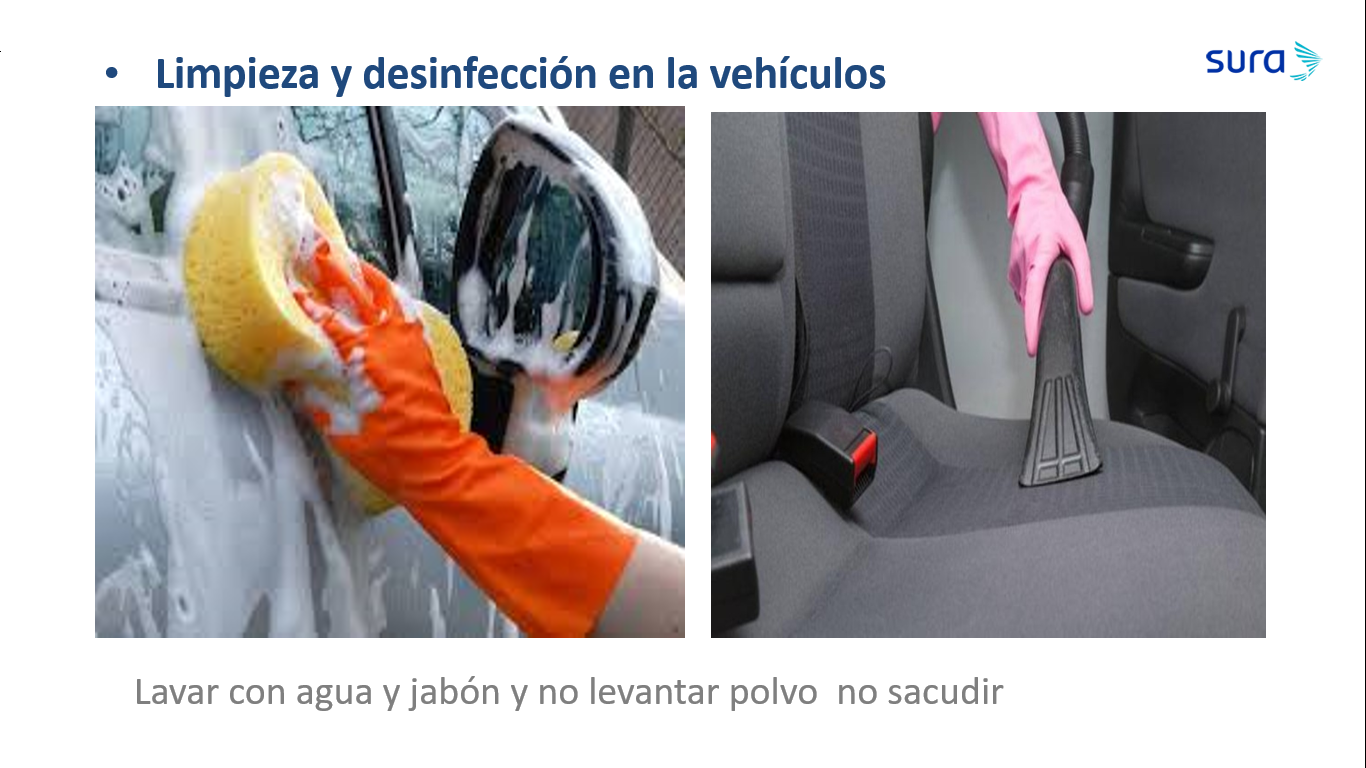 • Limpieza y desinfección en la vehículos
sura
Lavar con agua y jabón y no levantar polvo  no sacudir